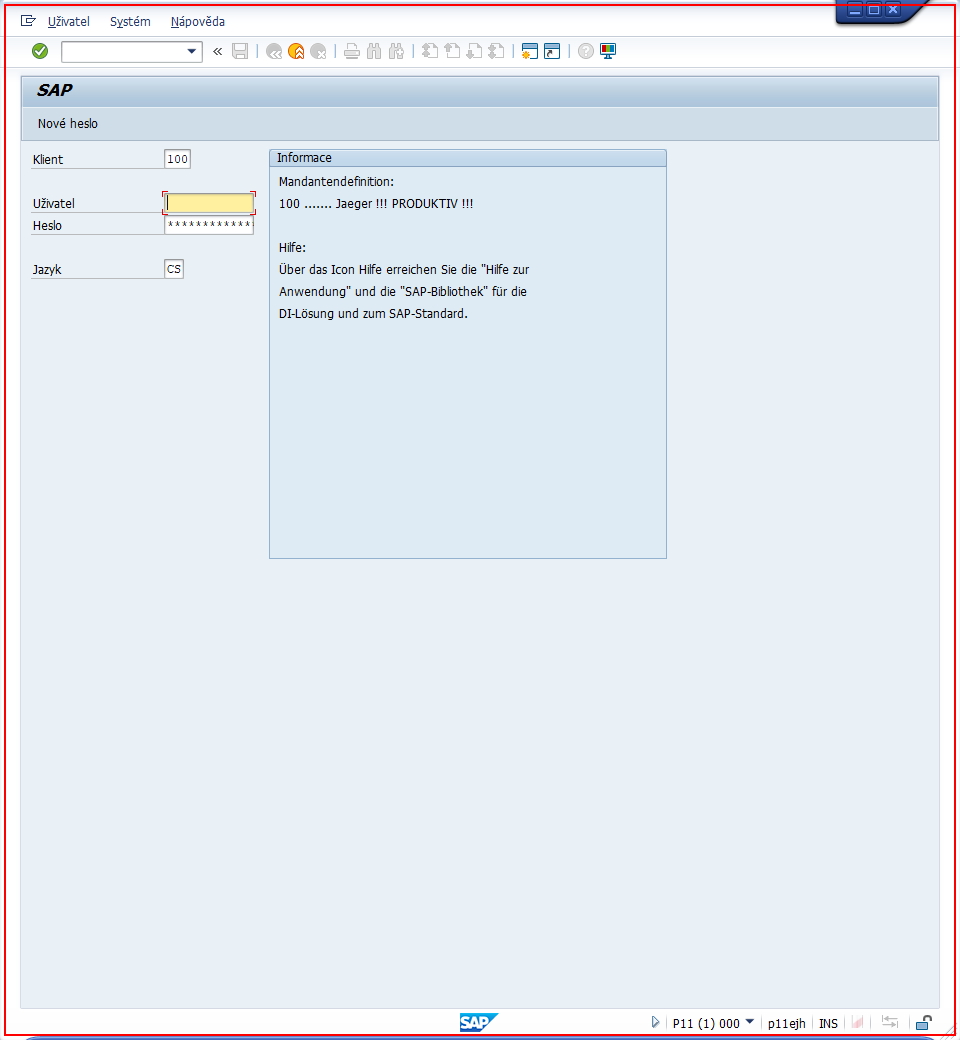 Uživatel Systém Nápověda
SAP
Nové heslo
Klient 100
Uživatel
Heslo ************
Jazyk CS
Informace
Mandantendefinition:
100 ....... Jaeger !!! PRODUKTIV !!!
Hilfe:
Über das Icon Hilfe erreichen Sie die "Hilfe zur
Anwendung" und die "SAP-Bibliothek" für die
DI-Lösung und zum SAP-Standard.
SAP P11 (1) 000 p11ejh INS